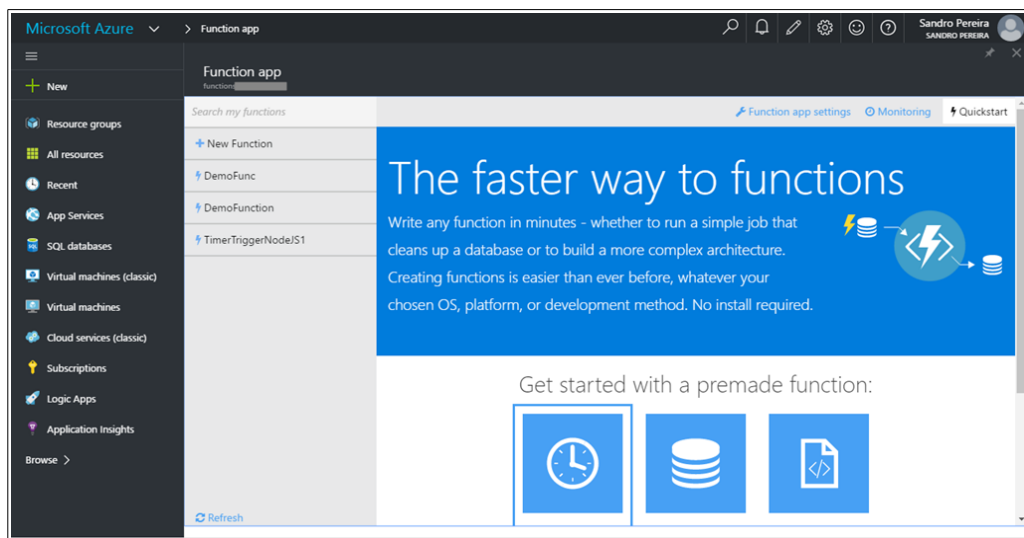 Microsoft Azure
Function app
Sandro Pereira
SANDRO PEREIRA
New
Resource groups
All resources
Recent
App Services
SQL databases
Virtual machines (classic)
Virtual machines
Cloud services (classic)
Subscriptions
Logic Apps
Application Insights
Browse >
Function app
functions
Search my functions
New Function
DemoFunc
DemoFunction
TimerTriggerNodeJS1
Refresh
Function app settings
Monitoring
Quickstart
The faster way to functions
Write any function in minutes - whether to run a simple job that
cleans up a database or to build a more complex architecture.
Creating functions is easier than ever before, whatever your
chosen OS, platform, or development method. No install required.
Get started with a premade function: